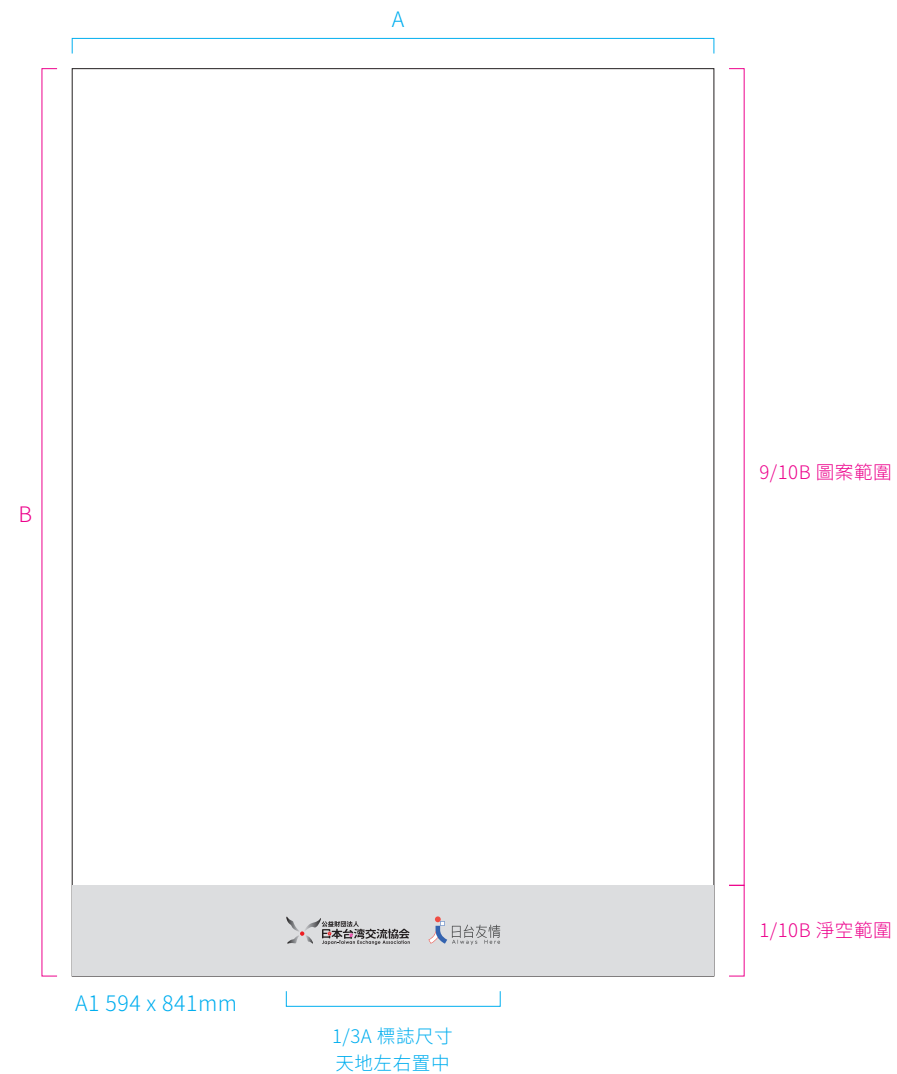 A
B
9/10B 圖案範圍
公益財団法人
日本台湾交流協会
Japan-Taiwan Exchange Association
日台友情
Always Here
1/10B 淨空範圍
A1 594 x 841mm
1/3A 標誌尺寸
天地左右置中